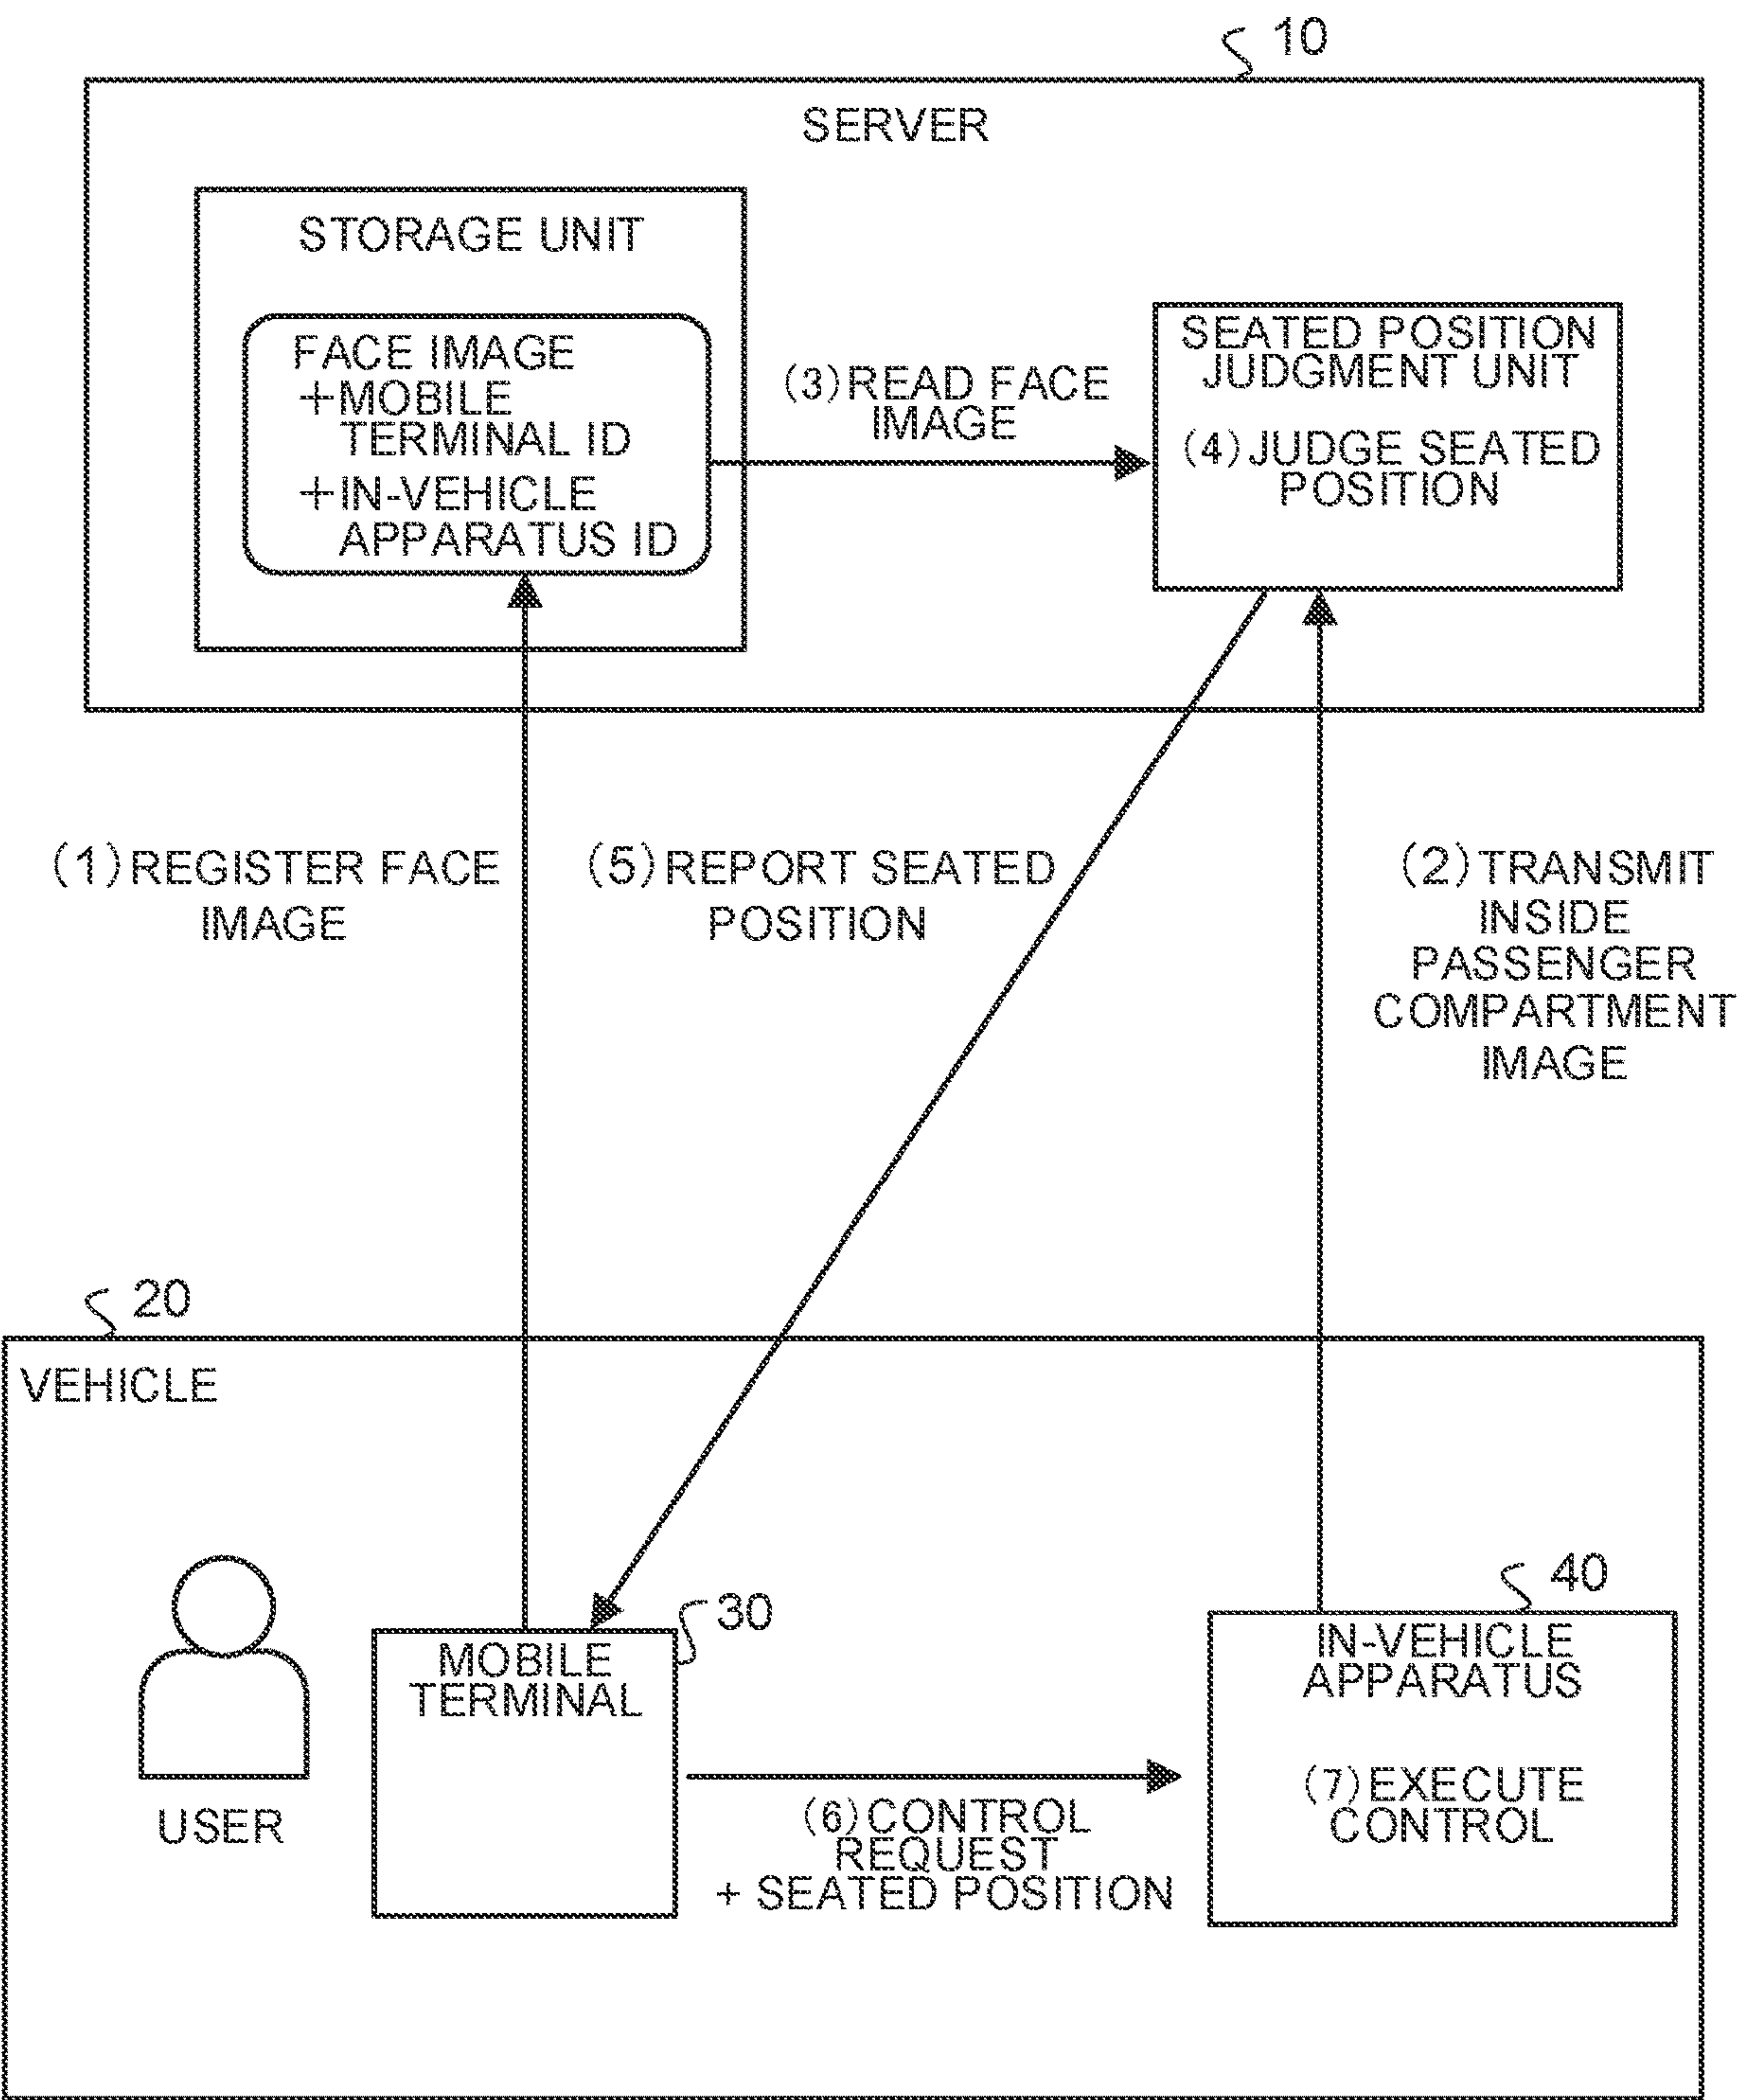 10
SERVER
STORAGE UNIT
FACE IMAGE
+MOBILE
TERMINAL ID
+IN-VEHICLE
APPARATUS ID
(3)READ FACE
IMAGE
SEATED POSITION
JUDGMENT UNIT
(4)JUDGE SEATED
POSITION
(1)REGISTER FACE
IMAGE
(5)REPORT SEATED
POSITION
(2)TRANSMIT
INSIDE
PASSENGER
COMPARTMENT
IMAGE
20
VEHICLE
USER
30
MOBILE
TERMINAL
(6)CONTROL
REQUEST
+ SEATED POSITION
40
IN-VEHICLE
APPARATUS
(7)EXECUTE
CONTROL